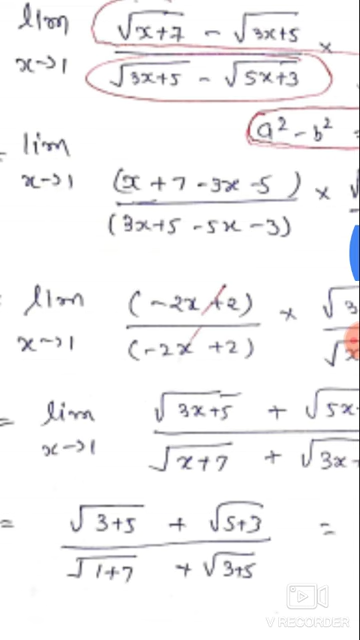 lim x→1 (√x+7 - √3x+5) / (√3x+5 - √5x+3) ×
a² - b² =
= lim x→1 (x + 7 - 3x - 5) / (3x+5 - 5x - 3) × √
= lim x→1 (-2x+2) / (-2x+2) × √3 / √x
= lim x→1 (√3x+5 + √5x+) / (√x+7 + √3x+)
= (√3+5 + √5+3) / (√1+7 + √3+5) =
V RECORDER